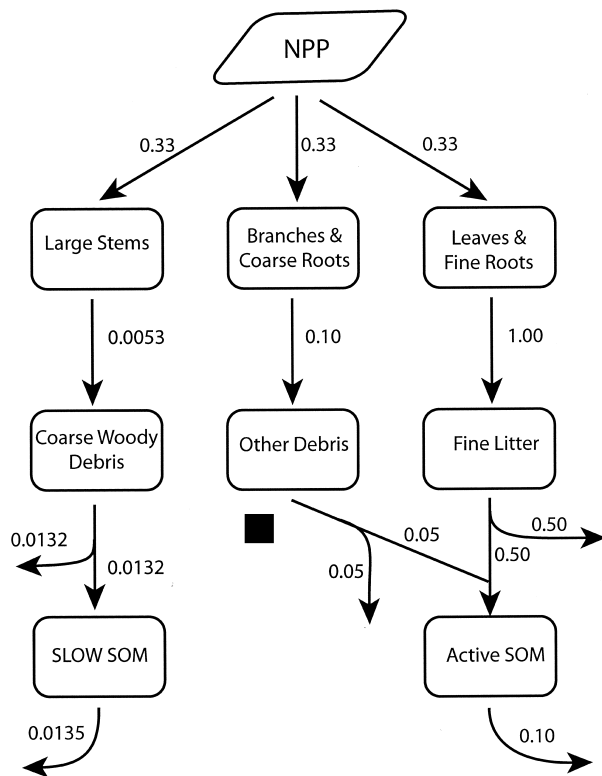 NPP
0.33
0.33
0.33
Large Stems
Branches &
Coarse Roots
Leaves &
Fine Roots
0.0053
0.10
1.00
Coarse Woody
Debris
Other Debris
Fine Litter
0.0132
0.0132
0.05
0.05
0.50
0.50
SLOW SOM
Active SOM
0.0135
0.10